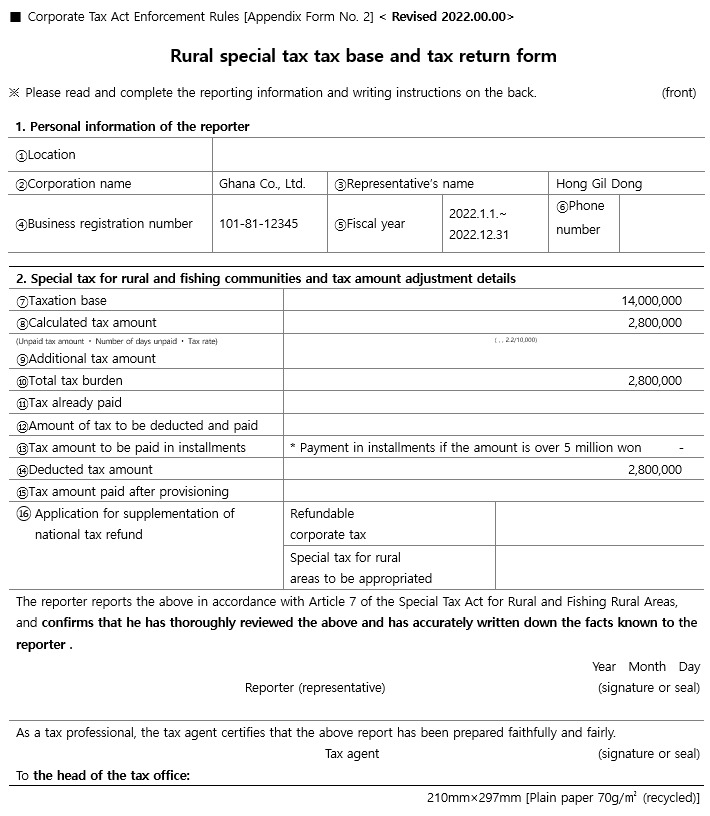 ■ Corporate Tax Act Enforcement Rules [Appendix Form No. 2] < Revised 2022.00.00>
Rural special tax tax base and tax return form
※ Please read and complete the reporting information and writing instructions on the back. (front)
1. Personal information of the reporter
①Location
②Corporation name Ghana Co., Ltd. ③Representative's name Hong Gil Dong
④Business registration number 101-81-12345 ⑤Fiscal year 2022.1.1.~
2022.12.31
⑥Phone
number
2. Special tax for rural and fishing communities and tax amount adjustment details
⑦Taxation base 14,000,000
⑧Calculated tax amount 2,800,000
(Unpaid tax amount・Number of days unpaid・Tax rate) ( . . 2.2/10,000)
⑨Additional tax amount
⑩Total tax burden 2,800,000
⑪Tax already paid
⑫Amount of tax to be deducted and paid
⑬Tax amount to be paid in installments * Payment in installments if the amount is over 5 million won -
⑭Deducted tax amount 2,800,000
⑮Tax amount paid after provisioning
⑯ Application for supplementation of
national tax refund
Refundable
corporate tax
Special tax for rural
areas to be appropriated
The reporter reports the above in accordance with Article 7 of the Special Tax Act for Rural and Fishing Rural Areas,
and confirms that he has thoroughly reviewed the above and has accurately written down the facts known to the
reporter .
Year Month Day
Reporter (representative) (signature or seal)
As a tax professional, the tax agent certifies that the above report has been prepared faithfully and fairly.
Tax agent (signature or seal)
To the head of the tax office:
210mm×297mm [Plain paper 70g/㎡ (recycled)]